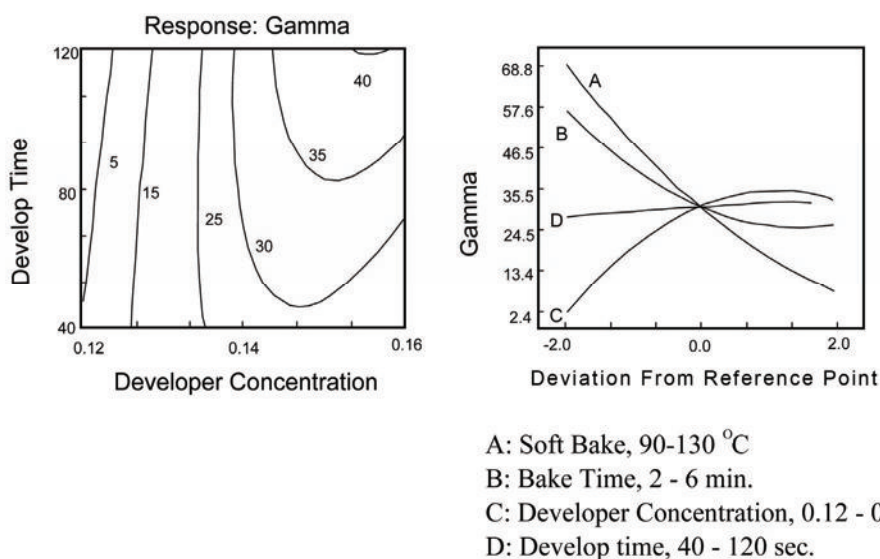 Response: Gamma
120
80
40
Develop Time
5
15
25
30
35
40
0.12
0.14
0.16
Developer Concentration
68.8
57.6
46.5
35.5
24.5
13.4
2.4
Gamma
A
B
D
C
-2.0
0.0
2.0
Deviation From Reference Point
A: Soft Bake, 90-130 °C
B: Bake Time, 2 - 6 min.
C: Developer Concentration, 0.12 - 0
D: Develop time, 40 - 120 sec.